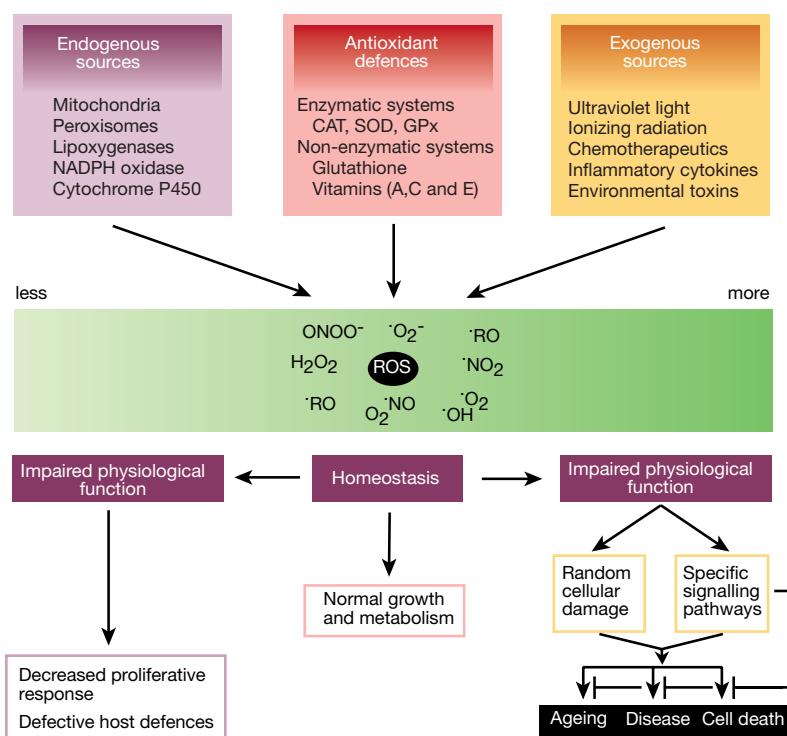 Endogenous
sources
Mitochondria
Peroxisomes
Lipoxygenases
NADPH oxidase
Cytochrome P450
Antioxidant
defences
Enzymatic systems
CAT, SOD, GPx
Non-enzymatic systems
Glutathione
Vitamins (A,C and E)
Exogenous
sources
Ultraviolet light
Ionizing radiation
Chemotherapeutics
Inflammatory cytokines
Environmental toxins
less
more
ONOO⁻ ˙O₂⁻ ˙RO
H₂O₂ ROS ˙NO₂
˙RO O₂ ˙NO ˙OH ˙O₂
Impaired physiological
function
Homeostasis
Impaired physiological
function
Normal growth
and metabolism
Random
cellular
damage
Specific
signalling
pathways
Decreased proliferative
response
Defective host defences
Ageing Disease Cell death